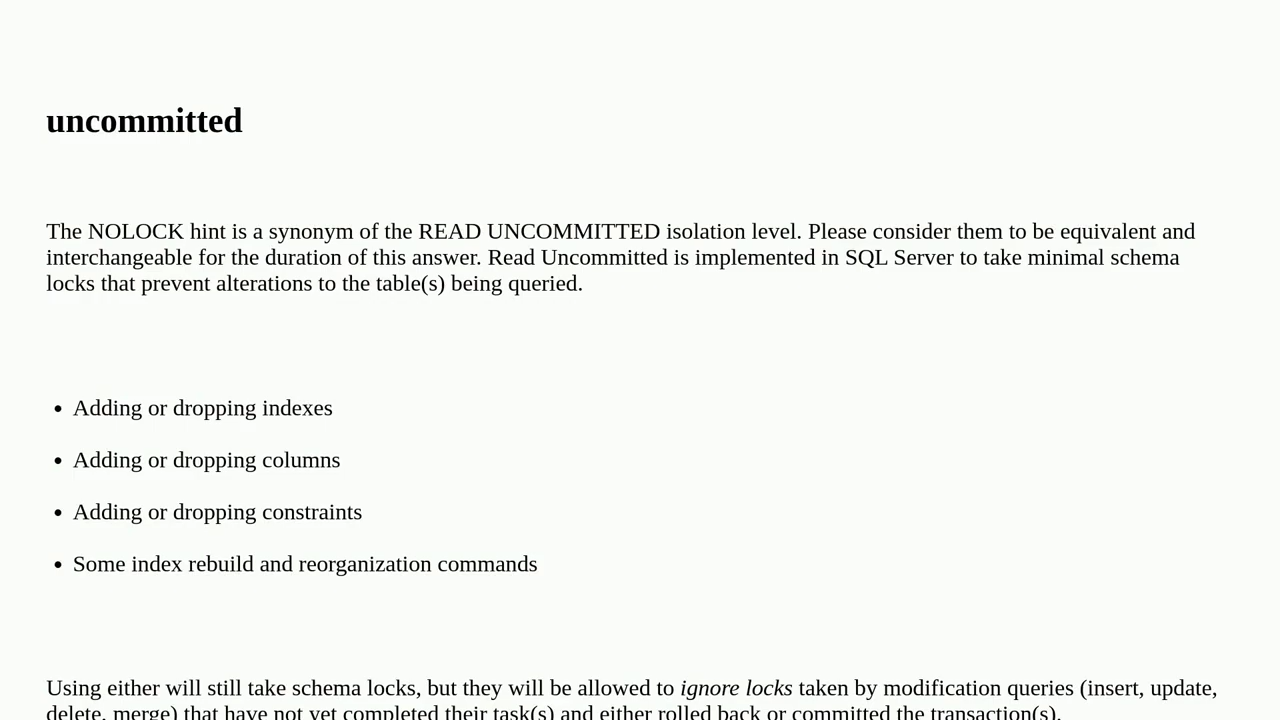 uncommitted
The NOLOCK hint is a synonym of the READ UNCOMMITTED isolation level. Please consider them to be equivalent and
interchangeable for the duration of this answer. Read Uncommitted is implemented in SQL Server to take minimal schema
locks that prevent alterations to the table(s) being queried.
• Adding or dropping indexes
• Adding or dropping columns
• Adding or dropping constraints
• Some index rebuild and reorganization commands
Using either will still take schema locks, but they will be allowed to ignore locks taken by modification queries (insert, update,
delete, merge) that have not yet completed their task(s) and either rolled back or committed the transaction(s).